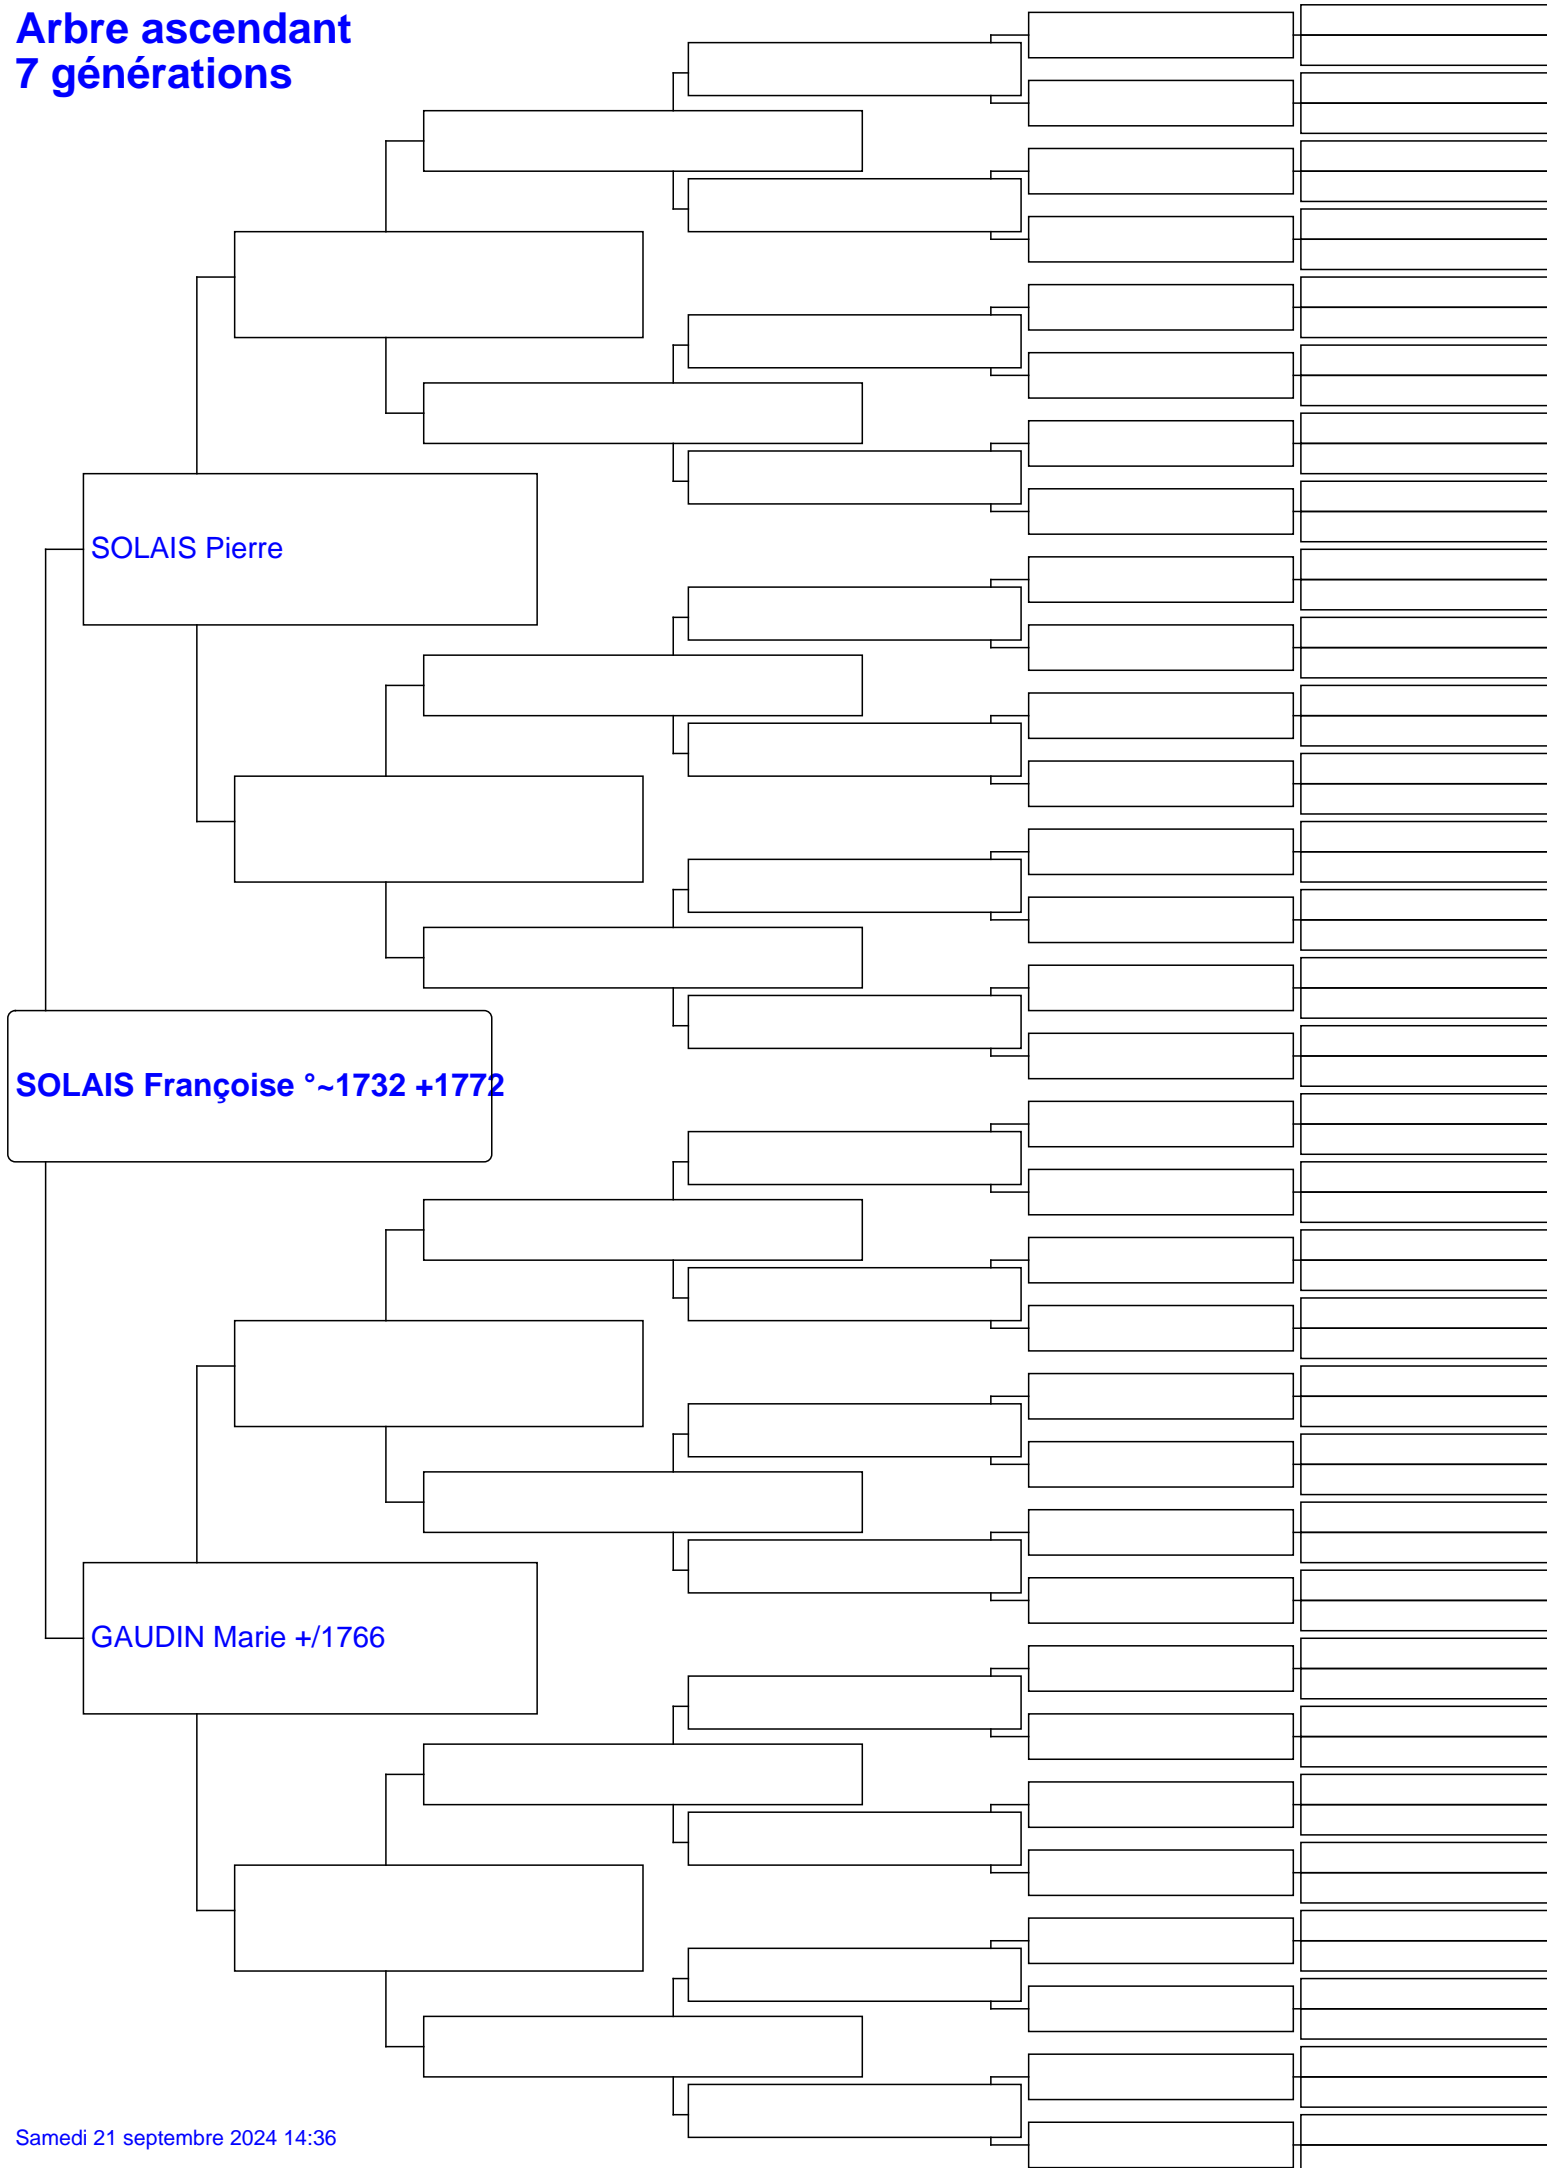 Arbre ascendant
7 générations
SOLAIS Pierre
SOLAIS Françoise °~1732 +1772
GAUDIN Marie +/1766
Samedi 21 septembre 2024 14:36